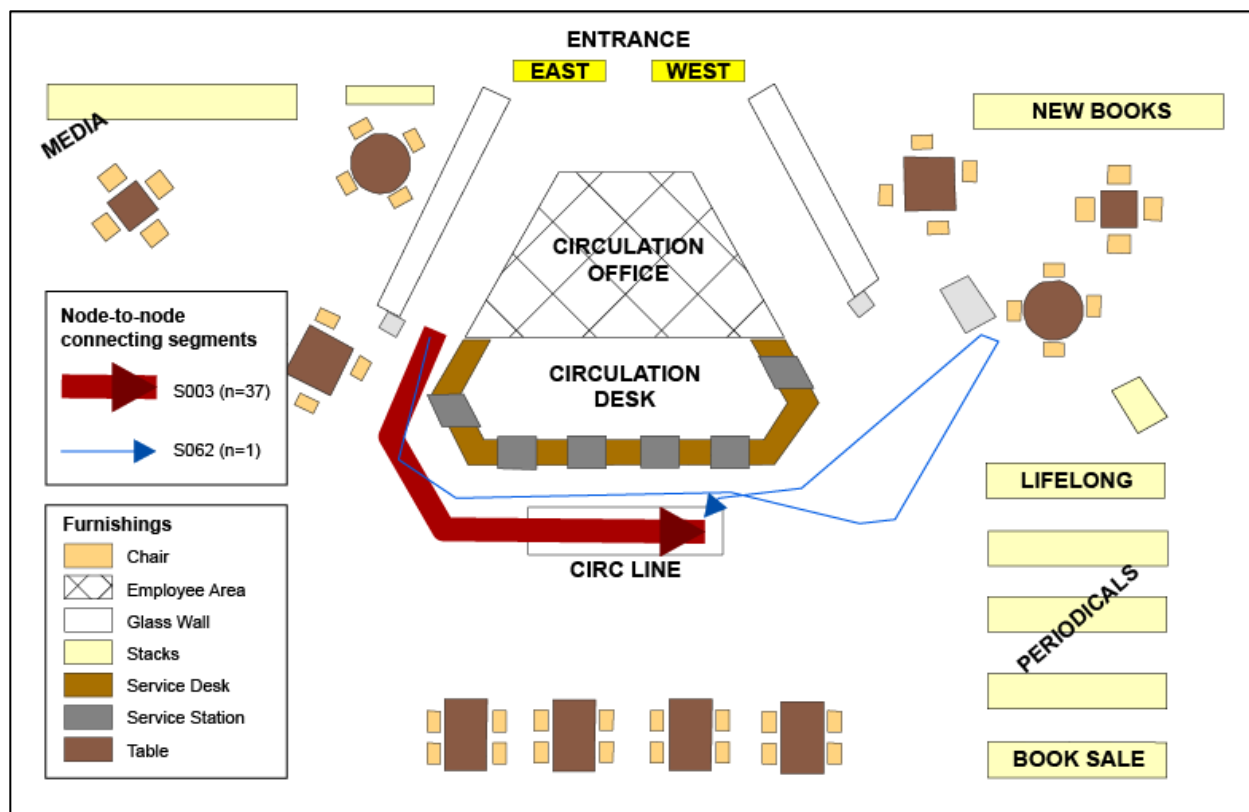 ENTRANCE
EAST
WEST
MEDIA
NEW BOOKS
CIRCULATION
OFFICE
Node-to-node
connecting segments
S003 (n=37)
S062 (n=1)
CIRCULATION
DESK
LIFELONG
Furnishings
Chair
Employee Area
Glass Wall
Stacks
Service Desk
Service Station
Table
CIRC LINE
PERIODICALS
BOOK SALE